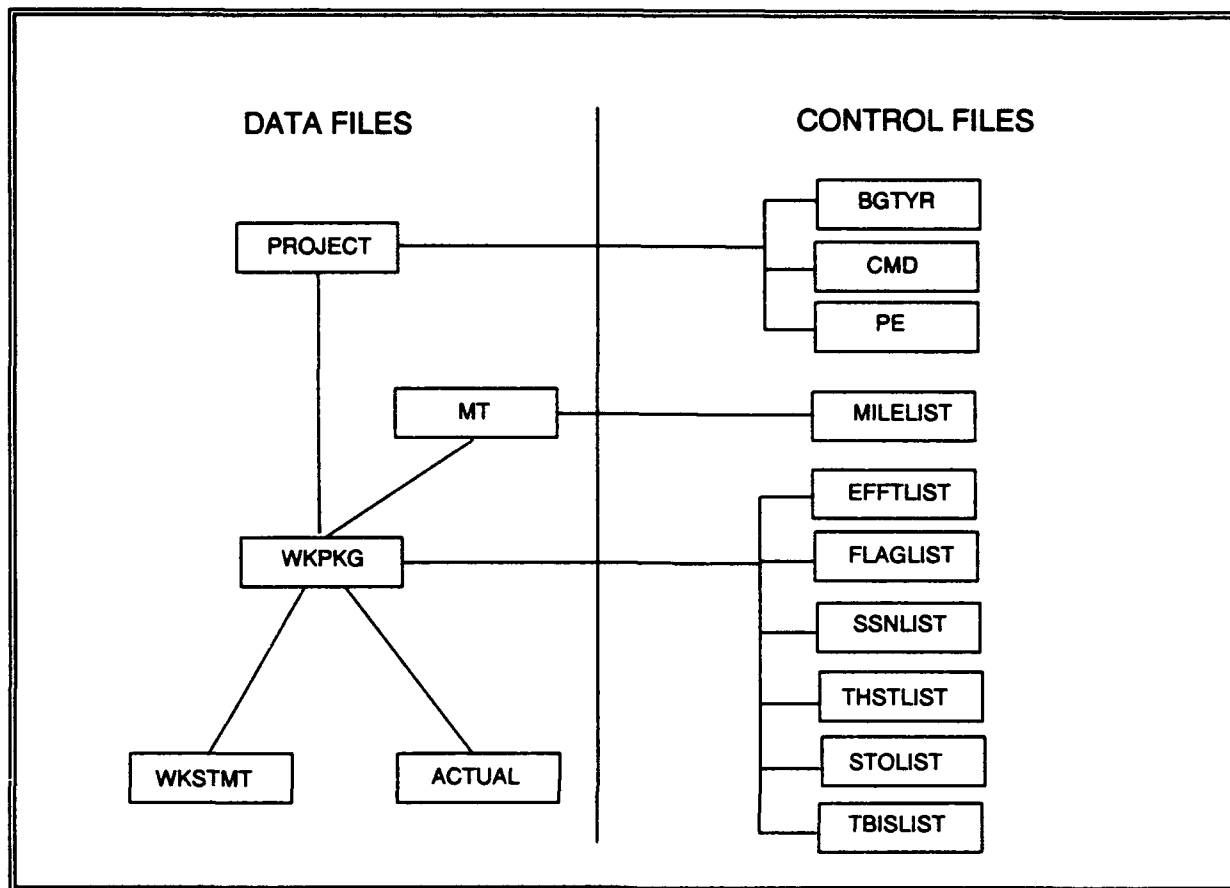 DATA FILES
CONTROL FILES
PROJECT
BGTYR
CMD
PE
MT
MILELIST
WKPKG
EFFTLIST
FLAGLIST
SSNLIST
THSTLIST
STOLIST
TBISLIST
WKSTMT
ACTUAL